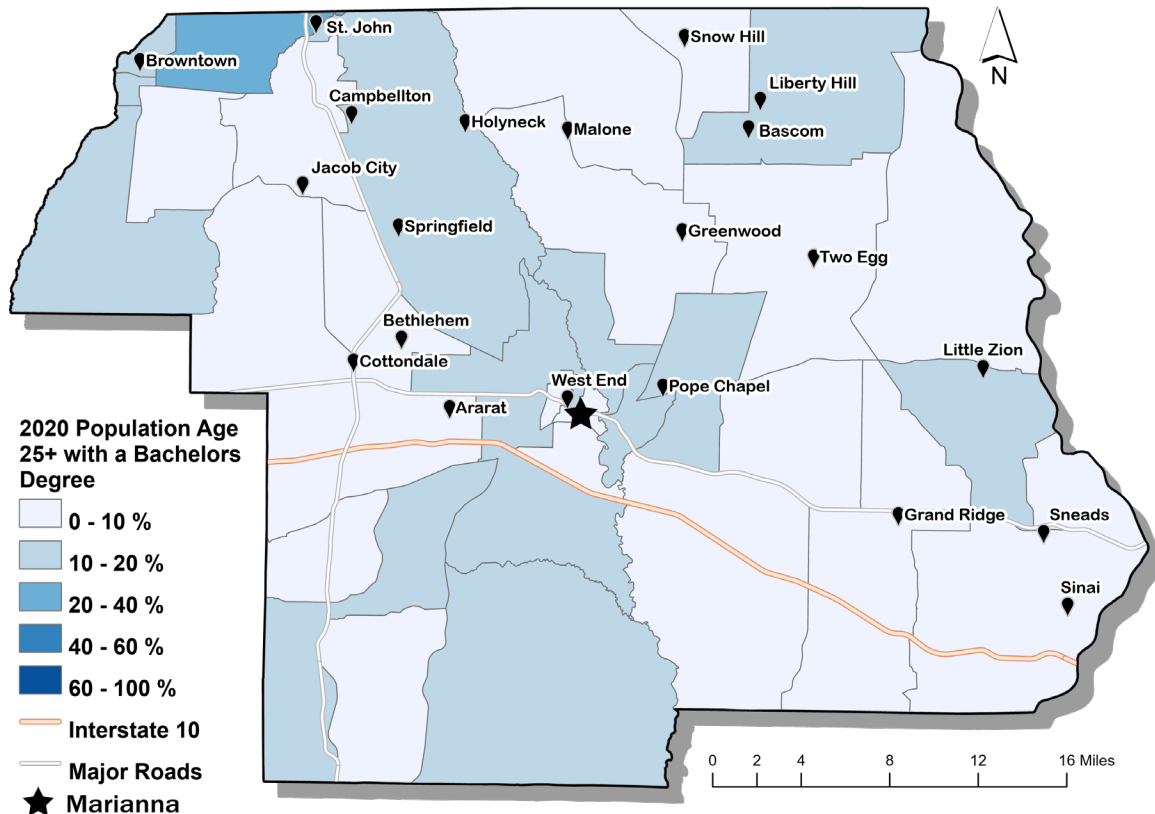 St. John
Browntown
Snow Hill
N
Liberty Hill
Campbellton
Holyneck
Malone
Bascom
Jacob City
Springfield
Greenwood
Two Egg
Bethlehem
Cottondale
Little Zion
West End
Pope Chapel
Ararat
Grand Ridge
Sneads
Sinai
2020 Population Age
25+ with a Bachelors
Degree
0 - 10 %
10 - 20 %
20 - 40 %
40 - 60 %
60 - 100 %
Interstate 10
Major Roads
Marianna
0 2 4 8 12 16 Miles